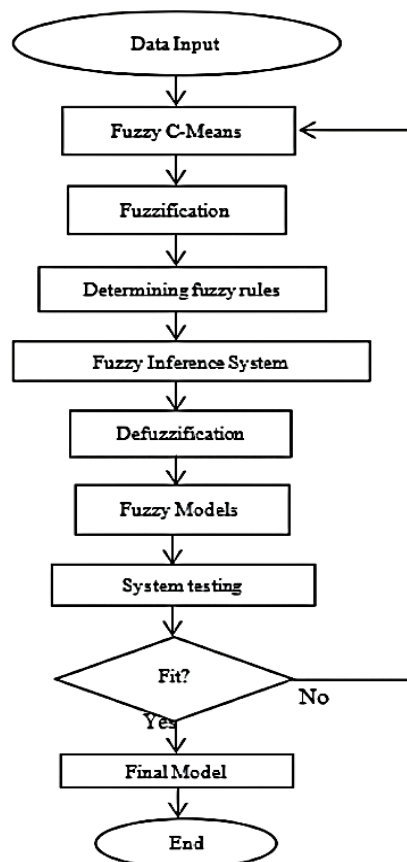 Data Input
Fuzzy C-Means
Fuzzification
Determining fuzzy rules
Fuzzy Inference System
Defuzzification
Fuzzy Models
System testing
Fit?
No
Yes
Final Model
End